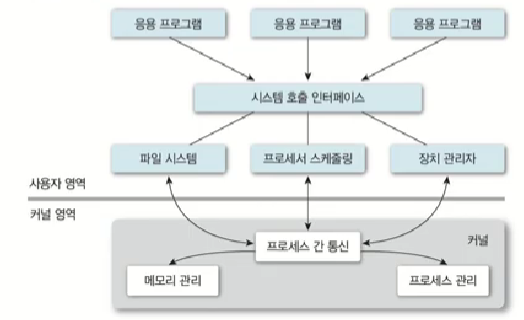 응용 프로그램
응용 프로그램
응용 프로그램
시스템 호출 인터페이스
파일 시스템
프로세서 스케줄링
장치 관리자
사용자 영역
커널 영역
커널
프로세스 간 통신
메모리 관리
프로세스 관리